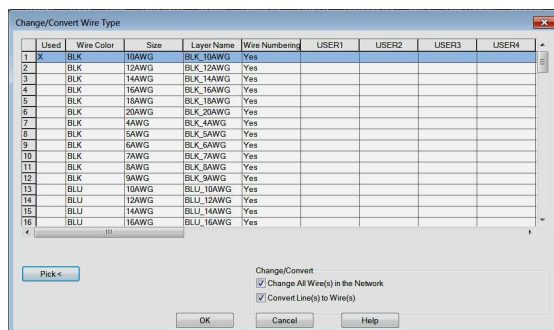 Change/Convert Wire Type
Used Wire Color Size Layer Name Wire Numbering USER1 USER2 USER3 USER4
1 X BLK 10AWG BLK_10AWG Yes
2 BLK 12AWG BLK_12AWG Yes
3 BLK 14AWG BLK_14AWG Yes
4 BLK 16AWG BLK_16AWG Yes
5 BLK 18AWG BLK_18AWG Yes
6 BLK 20AWG BLK_20AWG Yes
7 BLK 4AWG BLK_4AWG Yes
8 BLK 5AWG BLK_5AWG Yes
9 BLK 6AWG BLK_6AWG Yes
10 BLK 7AWG BLK_7AWG Yes
11 BLK 8AWG BLK_8AWG Yes
12 BLK 9AWG BLK_9AWG Yes
13 BLU 10AWG BLU_10AWG Yes
14 BLU 12AWG BLU_12AWG Yes
15 BLU 14AWG BLU_14AWG Yes
16 BLU 16AWG BLU_16AWG Yes
Pick <
Change/Convert
Change All Wire(s) in the Network
Convert Line(s) to Wire(s)
OK Cancel Help